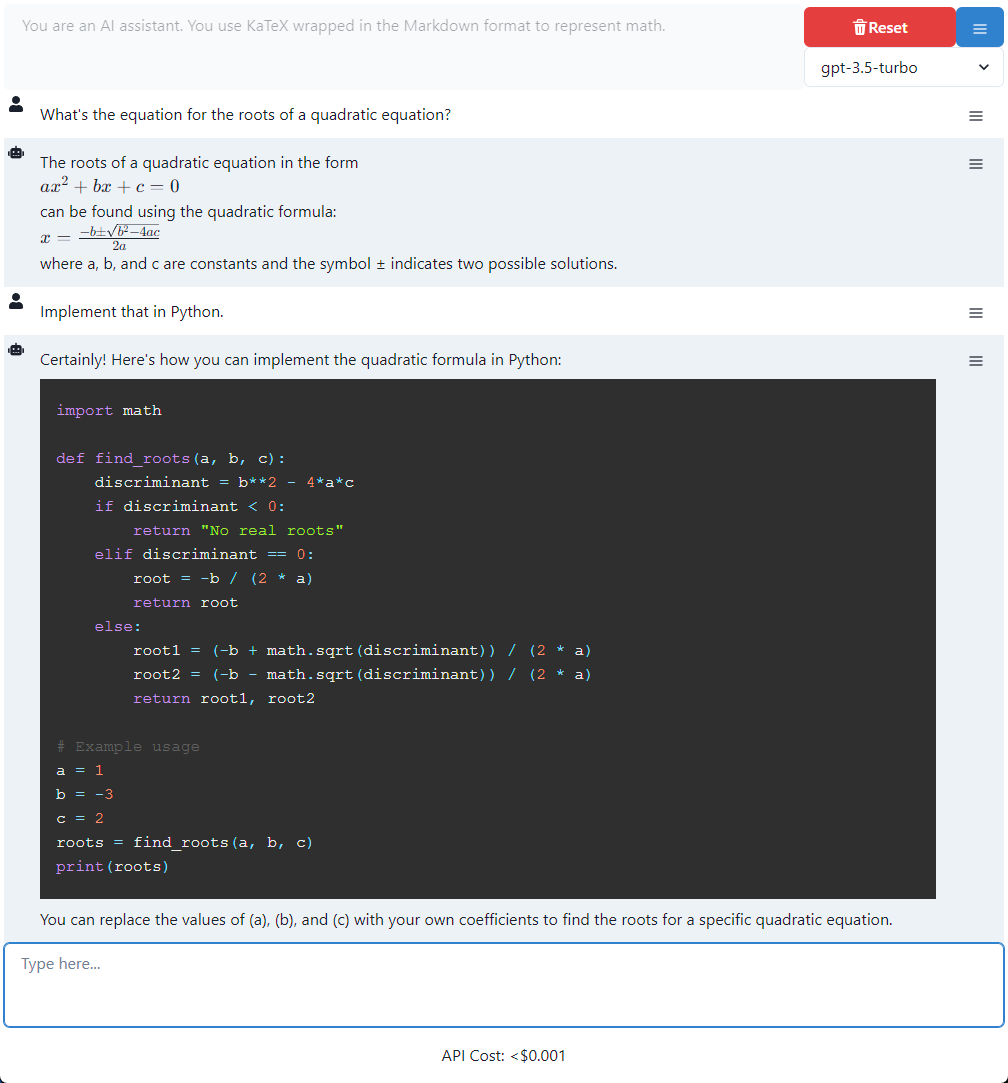 You are an AI assistant. You use KaTeX wrapped in the Markdown format to represent math.
Reset
gpt-3.5-turbo
What's the equation for the roots of a quadratic equation?
The roots of a quadratic equation in the form
ax² + bx + c = 0
can be found using the quadratic formula:
x = \frac{-b±\sqrt{b²-4ac}}{2a}
where a, b, and c are constants and the symbol ± indicates two possible solutions.
Implement that in Python.
Certainly! Here's how you can implement the quadratic formula in Python:
import math
def find_roots(a, b, c):
    discriminant = b**2 - 4*a*c
    if discriminant < 0:
        return "No real roots"
    elif discriminant == 0:
        root = -b / (2 * a)
        return root
    else:
        root1 = (-b + math.sqrt(discriminant)) / (2 * a)
        root2 = (-b - math.sqrt(discriminant)) / (2 * a)
        return root1, root2
# Example usage
a = 1
b = -3
c = 2
roots = find_roots(a, b, c)
print(roots)
You can replace the values of (a), (b), and (c) with your own coefficients to find the roots for a specific quadratic equation.
Type here...
API Cost: <$0.001